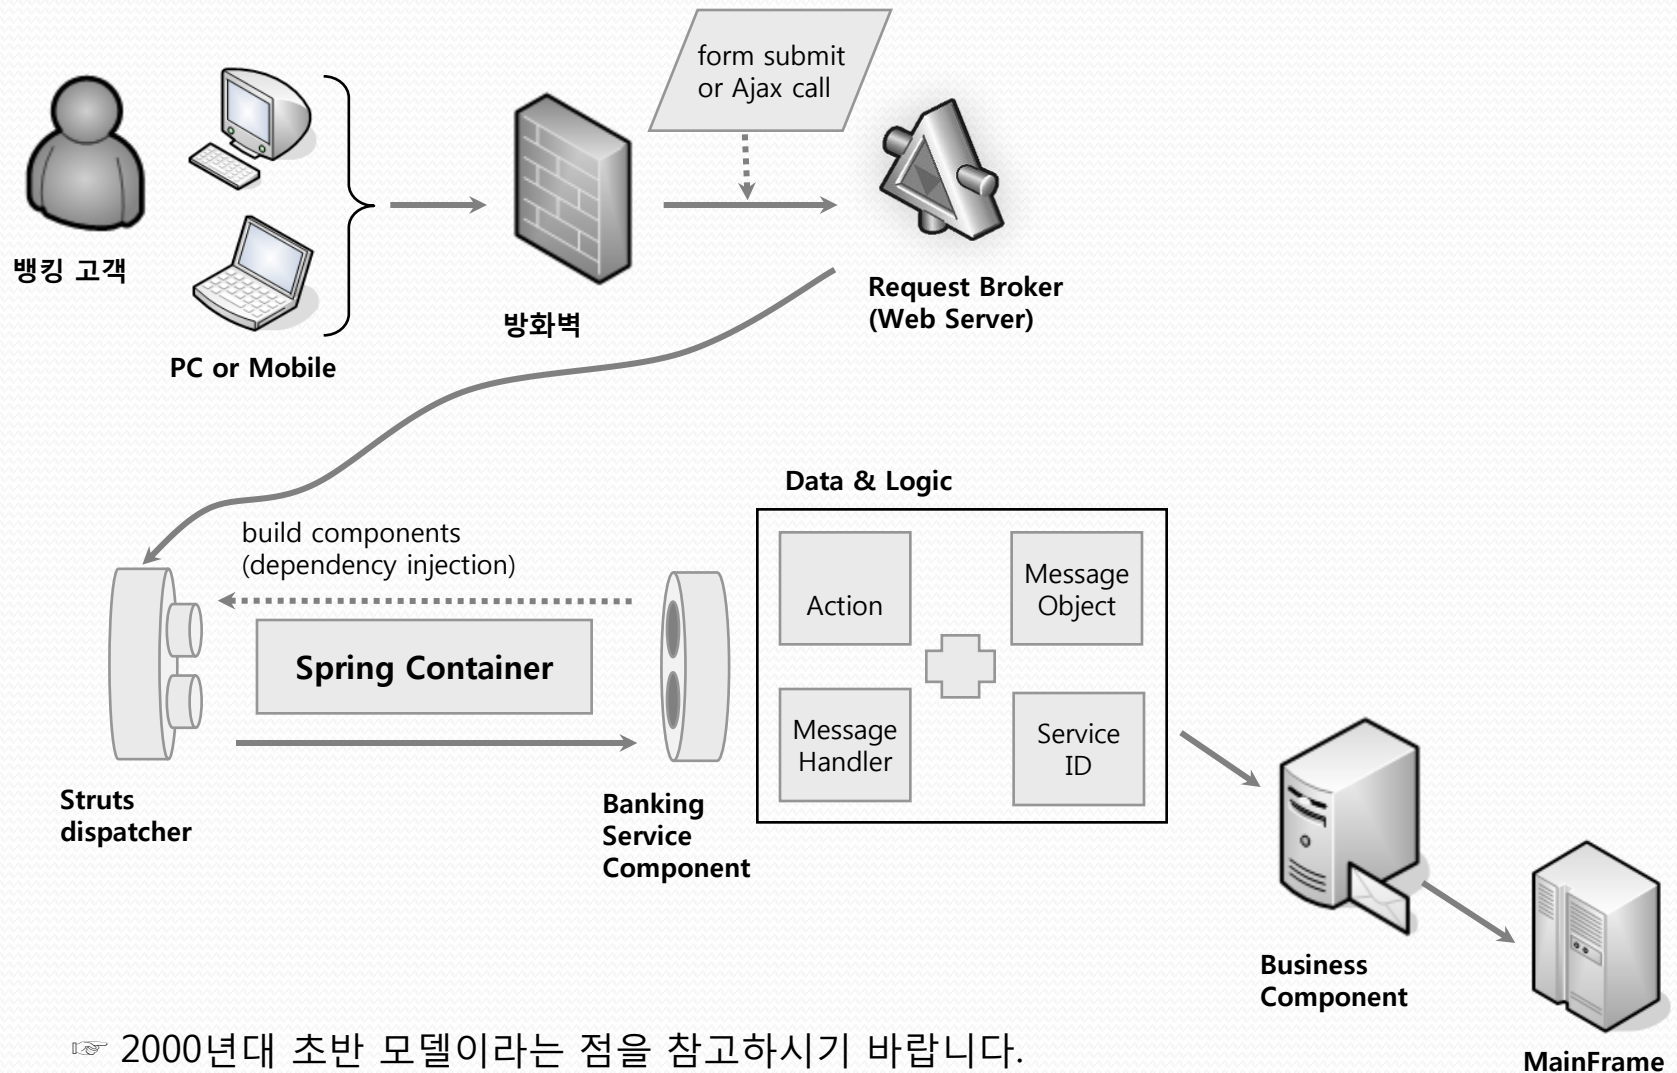 form submit
or Ajax call
뱅킹 고객
PC or Mobile
방화벽
Request Broker
(Web Server)
build components
(dependency injection)
Spring Container
Struts
dispatcher
Banking
Service
Component
Data & Logic
Action
Message
Object
Message
Handler
Service
ID
Business
Component
MainFrame
☞ 2000년대 초반 모델이라는 점을 참고하시기 바랍니다.